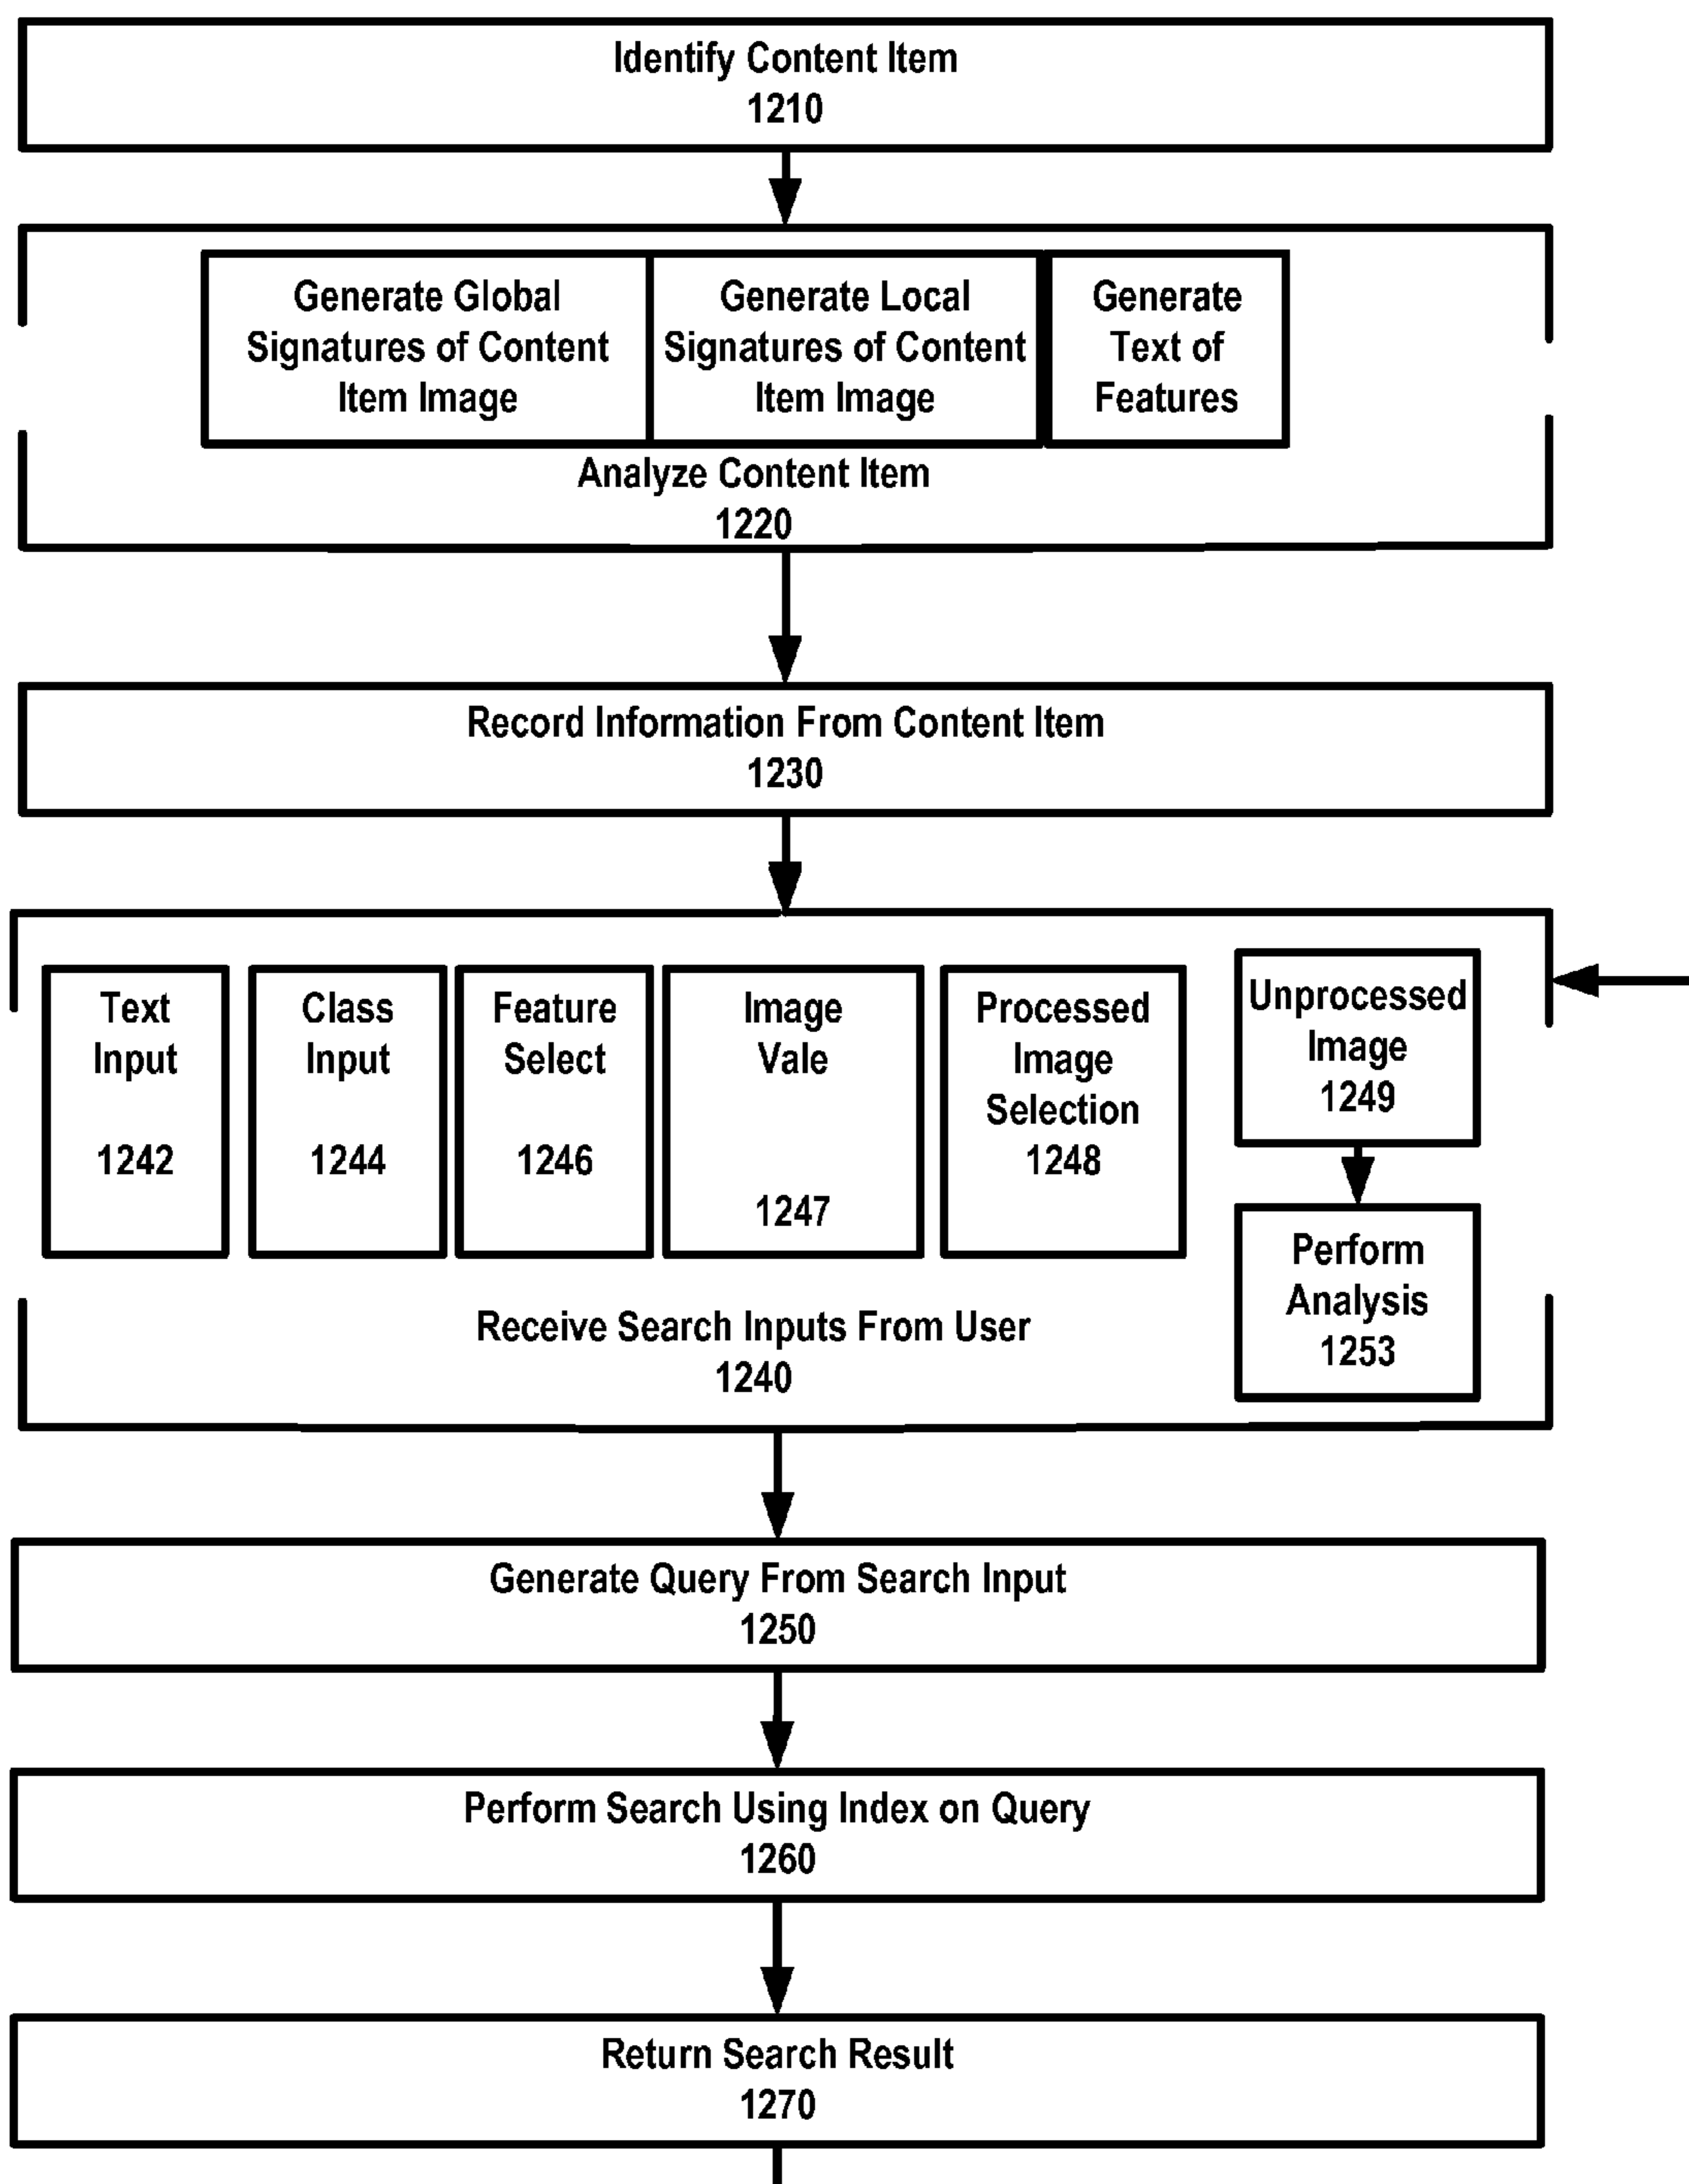 Identify Content Item
1210
Generate Global
Signatures of Content
Item Image
Generate Local
Signatures of Content
Item Image
Generate
Text of
Features
Analyze Content Item
1220
Record Information From Content Item
1230
Text
Input
1242
Class
Input
1244
Feature
Select
1246
Image
Vale
1247
Processed
Image
Selection
1248
Unprocessed
Image
1249
Perform
Analysis
1253
Receive Search Inputs From User
1240
Generate Query From Search Input
1250
Perform Search Using Index on Query
1260
Return Search Result
1270